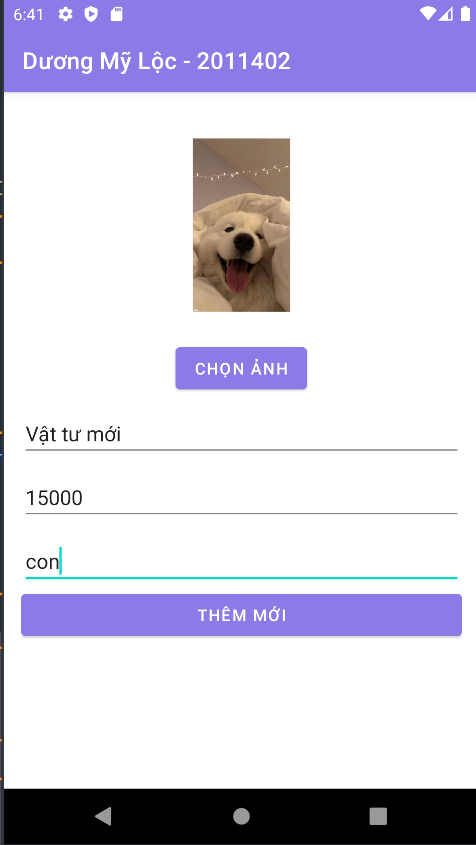 6:41
Dương Mỹ Lộc - 2011402
CHỌN ẢNH
Vật tư mới
15000
con
THÊM MỚI